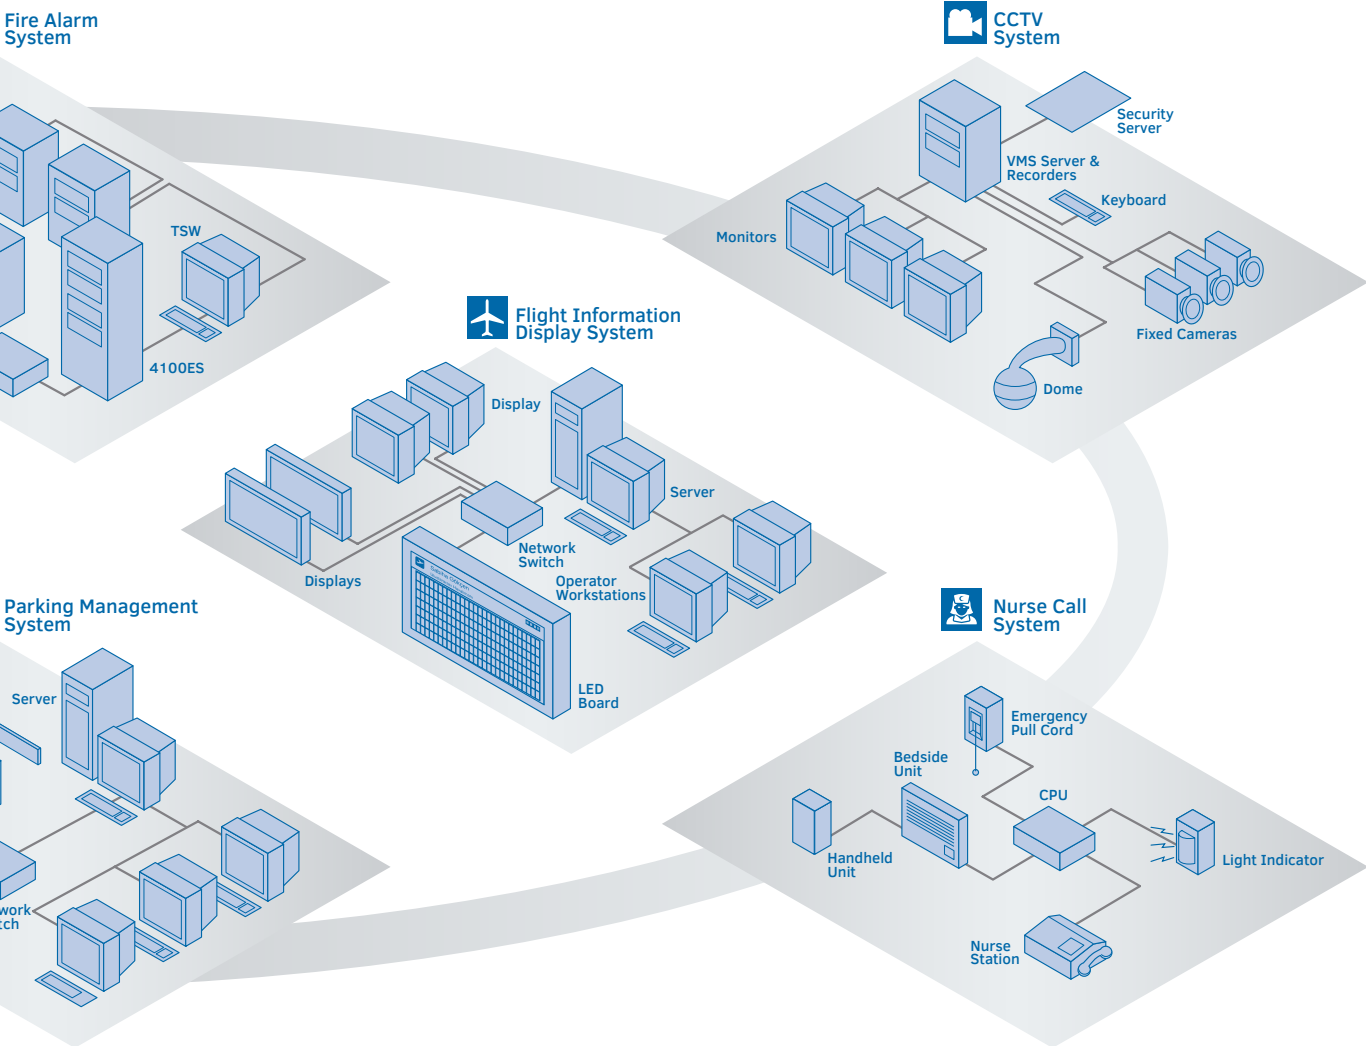 Fire Alarm
System
TSW
4100ES
CCTV
System
Security
Server
VMS Server &
Recorders
Keyboard
Monitors
Fixed Cameras
Dome
Flight Information
Display System
Display
Server
Network
Switch
Displays
Operator
Workstations
LED
Board
Parking Management
System
Server
work
tch
Nurse Call
System
C
Emergency
Pull Cord
Bedside
Unit
CPU
Handheld
Unit
Light Indicator
Nurse
Station